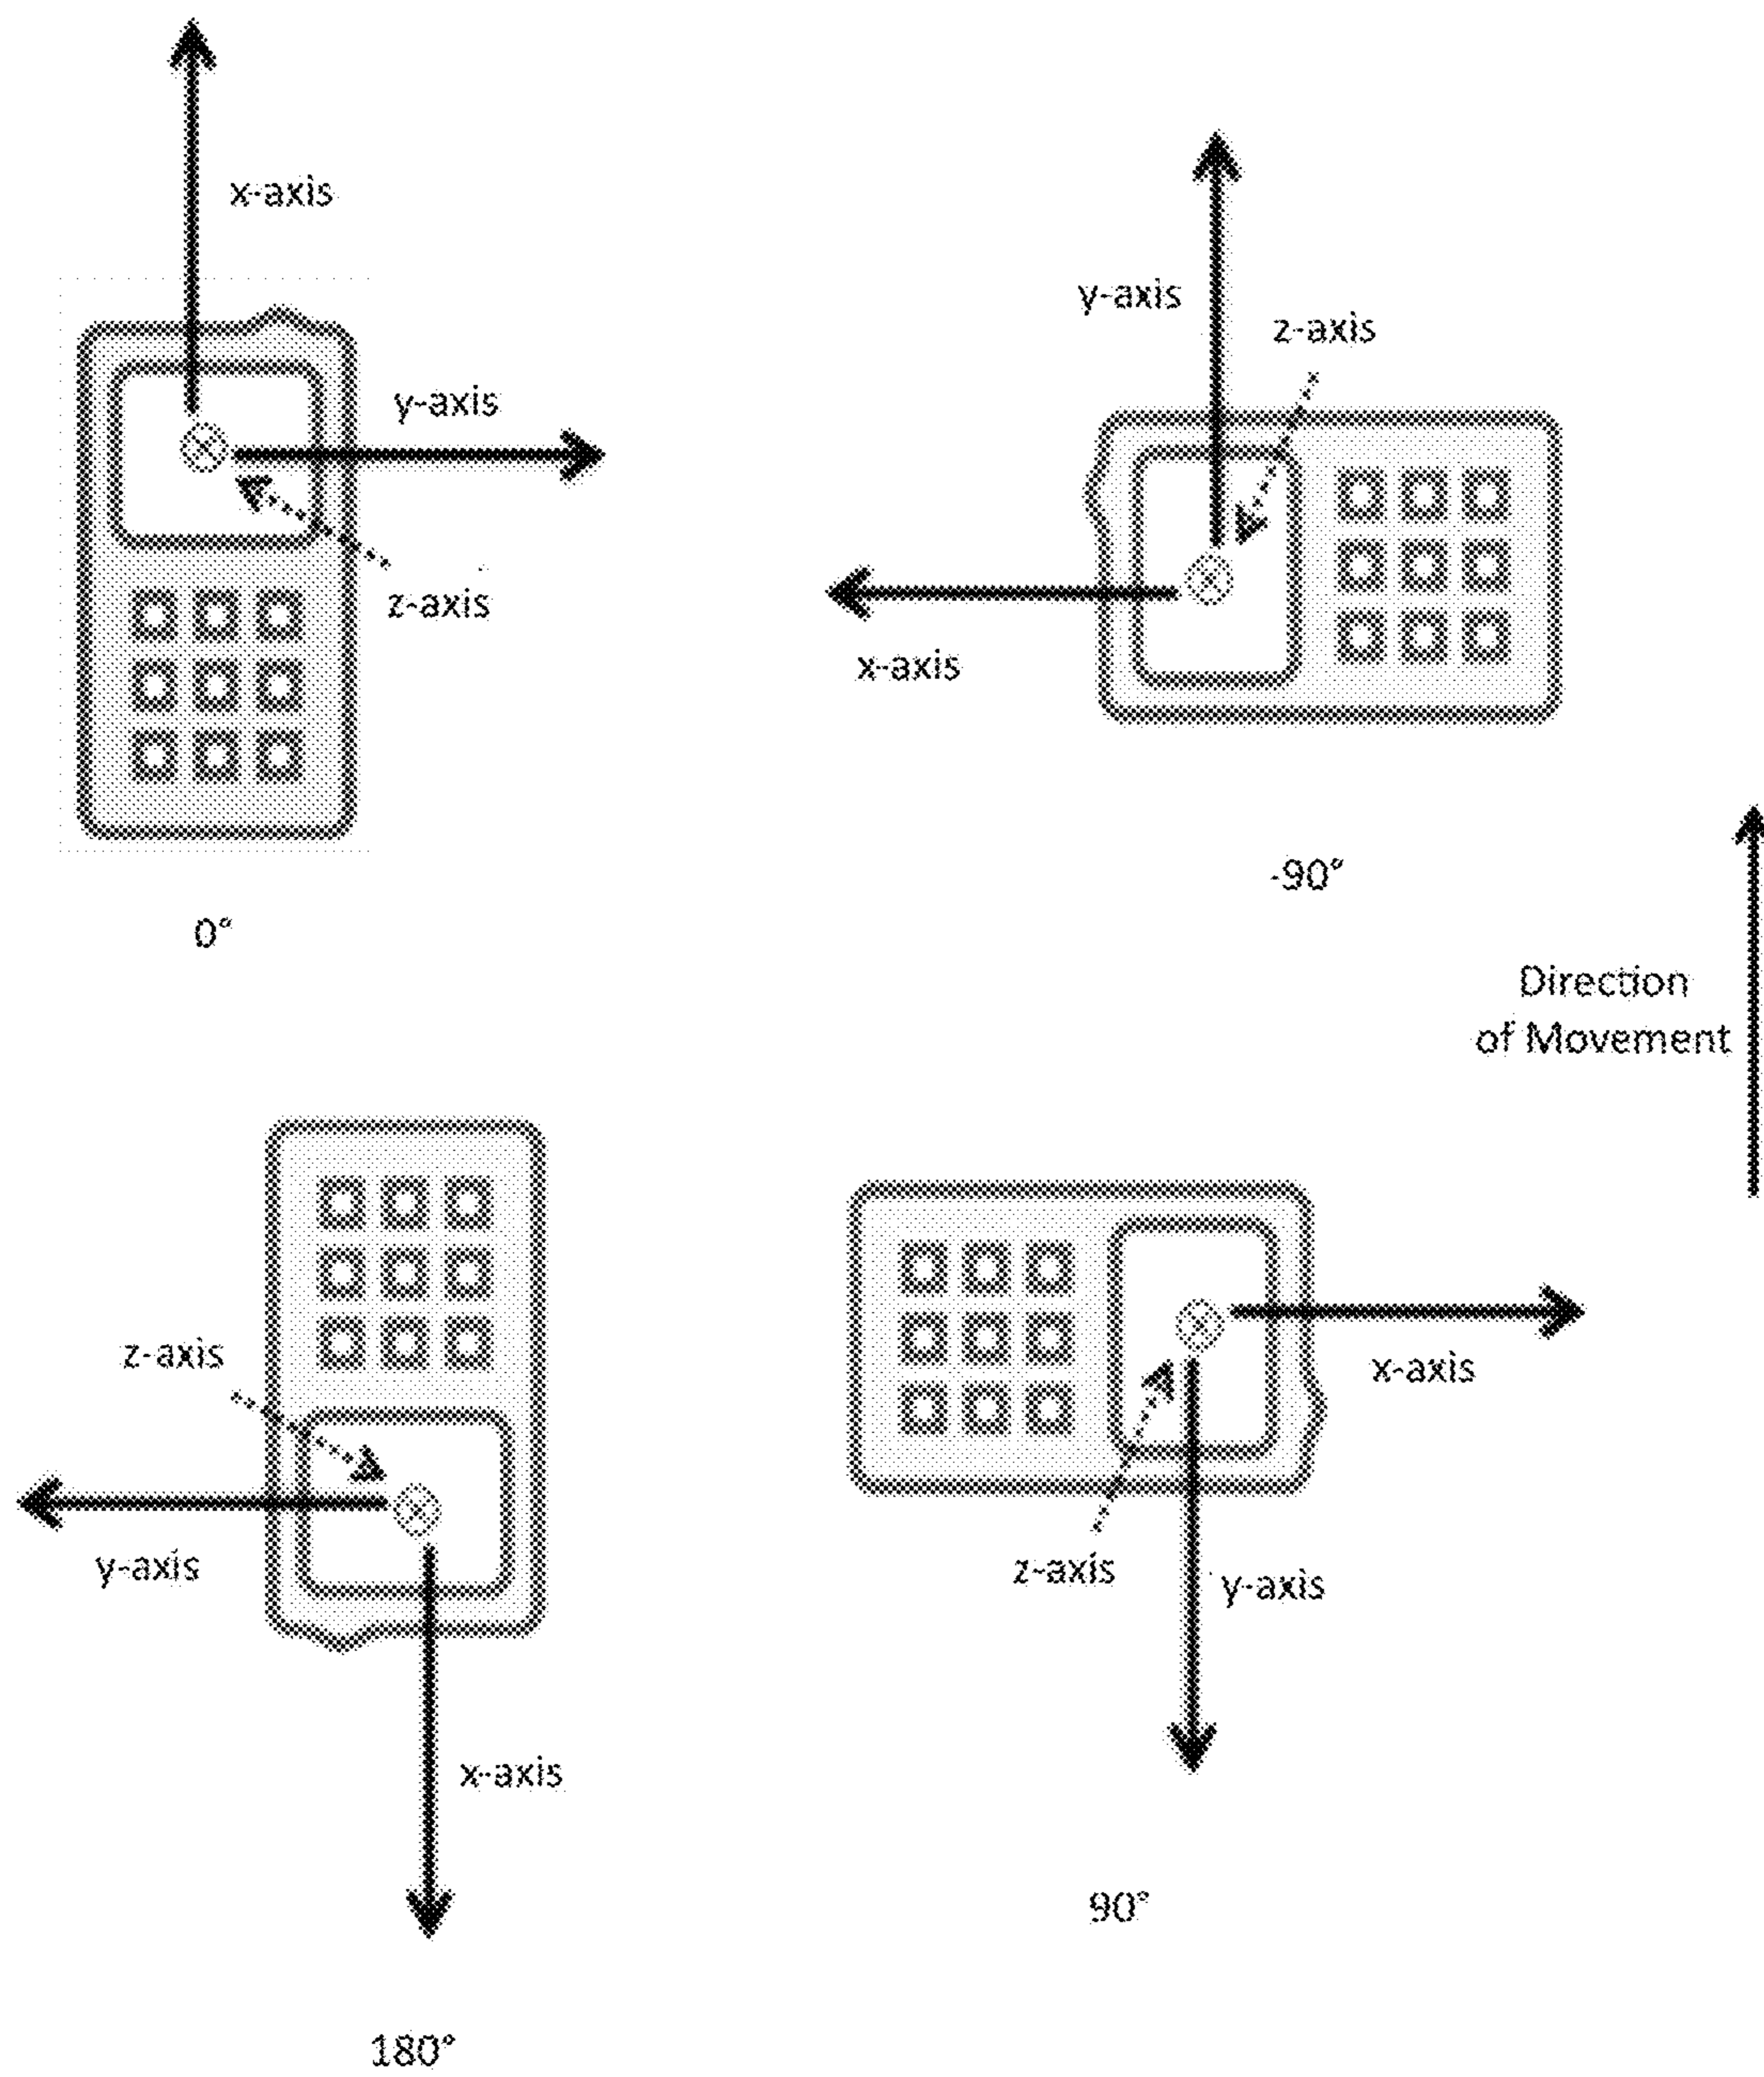 x-axis
y-axis
z-axis
0°
y-axis
z-axis
x-axis
-90°
Direction
of Movement
z-axis
y-axis
x-axis
180°
x-axis
z-axis
y-axis
90°